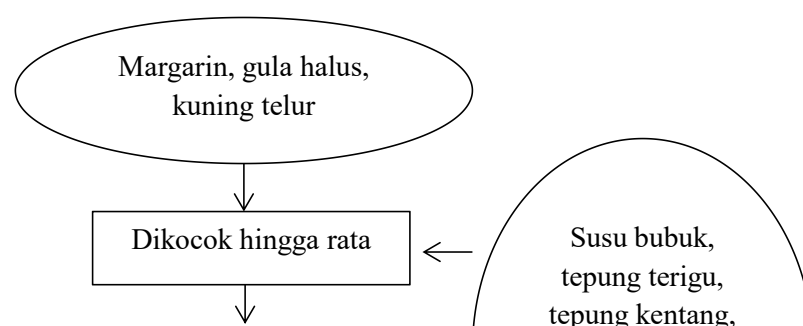 Margarin, gula halus,
kuning telur
Dikocok hingga rata
Susu bubuk,
tepung terigu,
tepung kentang,